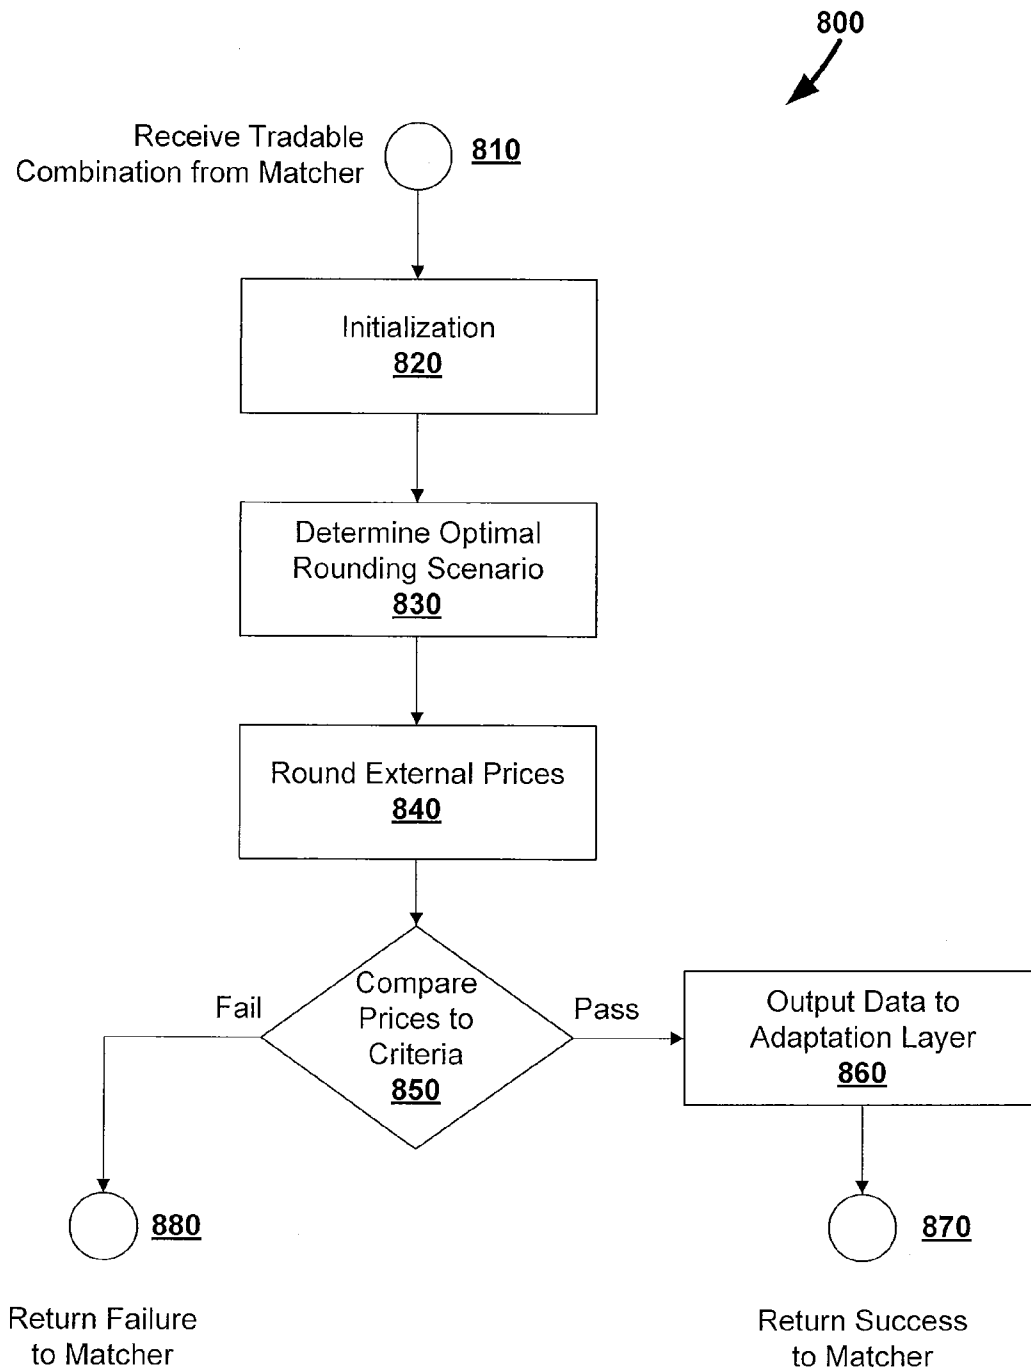 800
Receive Tradable
Combination from Matcher
810
Initialization
820
Determine Optimal
Rounding Scenario
830
Round External Prices
840
Compare
Prices to
Criteria
850
Fail
Pass
Output Data to
Adaptation Layer
860
880
870
Return Failure
to Matcher
Return Success
to Matcher